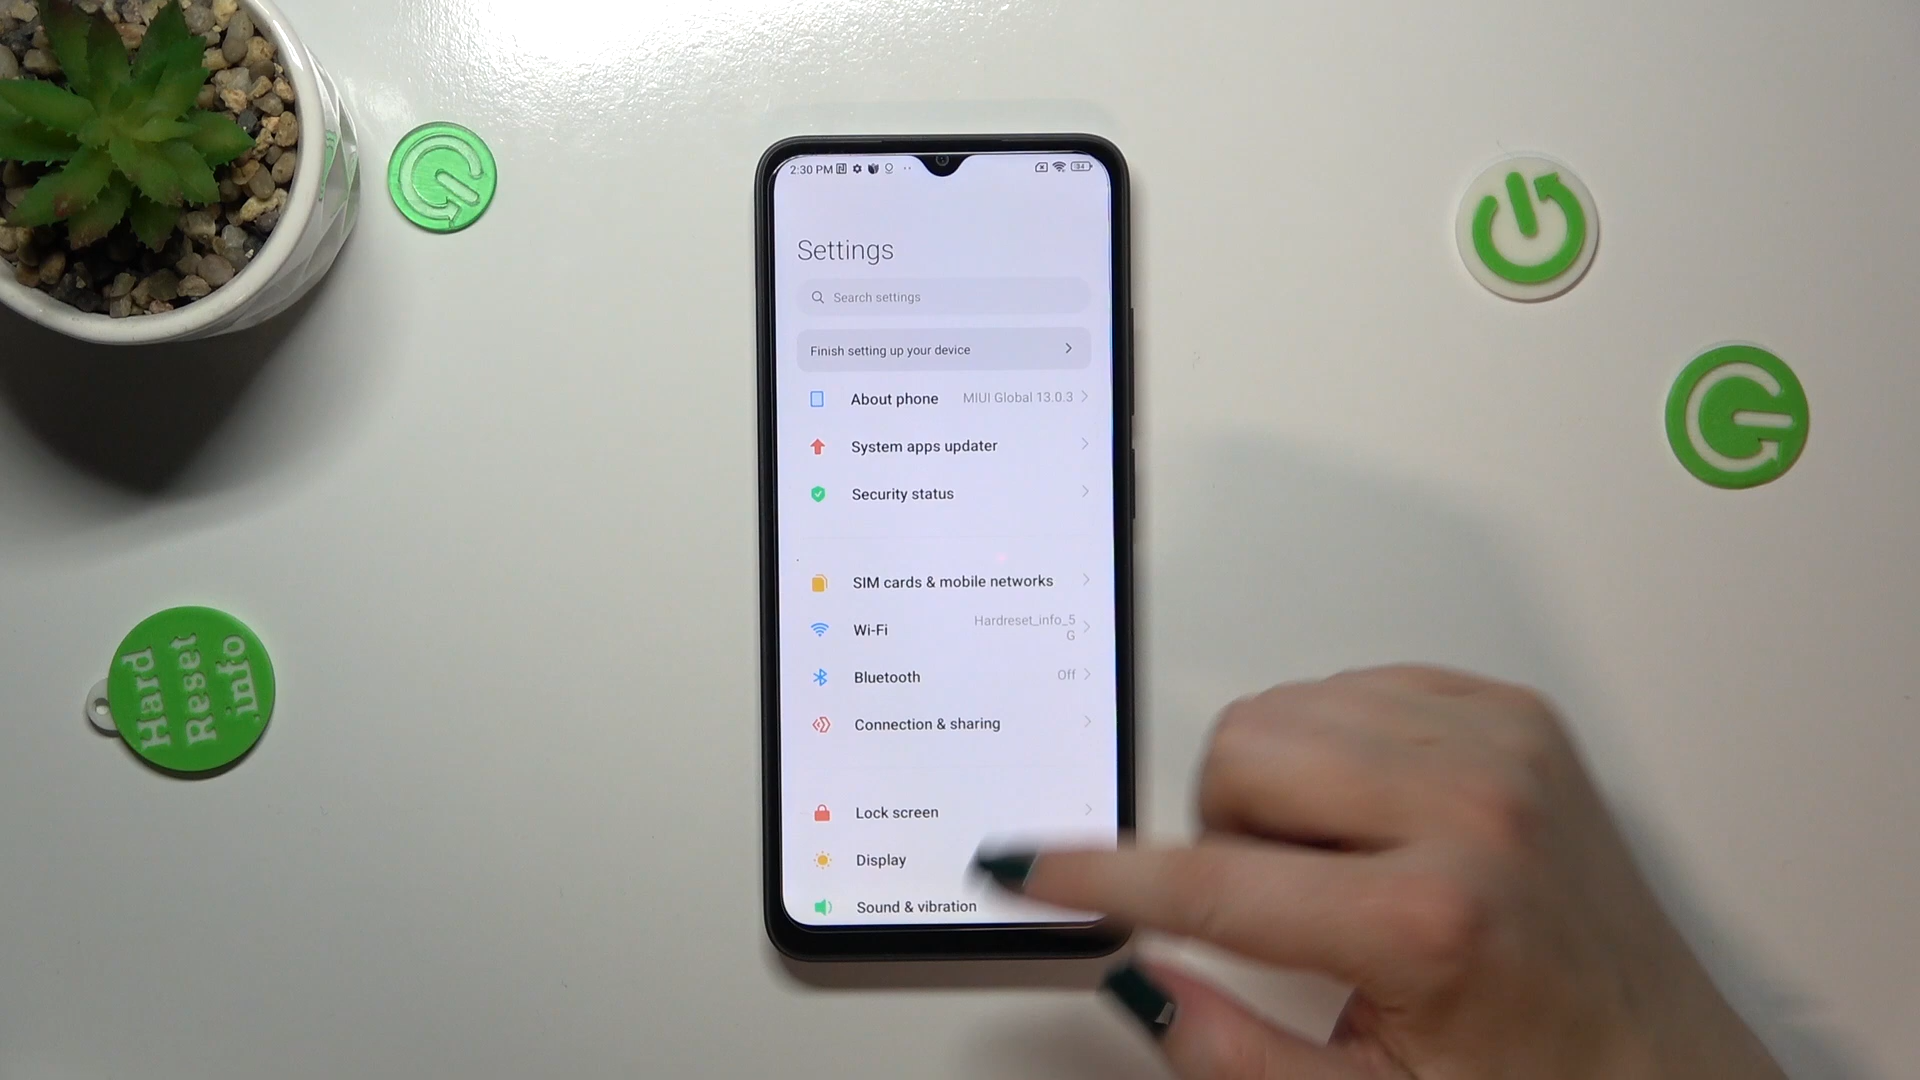 2:30 PM
34
Settings
Search settings
Finish setting up your device
About phone MIUI Global 13.0.3
System apps updater
Security status
SIM cards & mobile networks
Wi-Fi Hardreset_info_5
G
Bluetooth Off
Connection & sharing
Lock screen
Display
Sound & vibration
Hard
Reset
.info